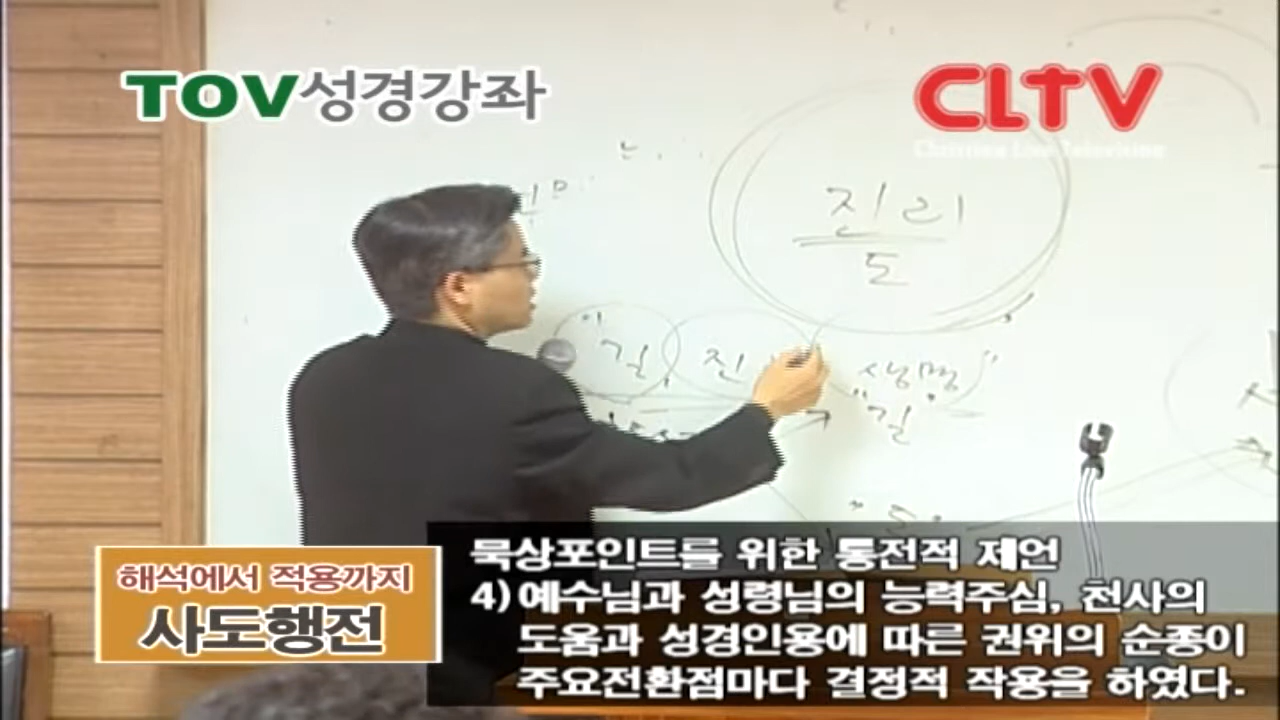 TOV성경강좌
CLTV
Christian Live Television
진리
도
길 진 생명
"길
해석에서 적용까지
사도행전
묵상포인트를 위한 통전적 제언
4)예수님과 성령님의 능력주심, 천사의
도움과 성경인용에 따른 권위의 순종이
주요전환점마다 결정적 작용을 하였다.